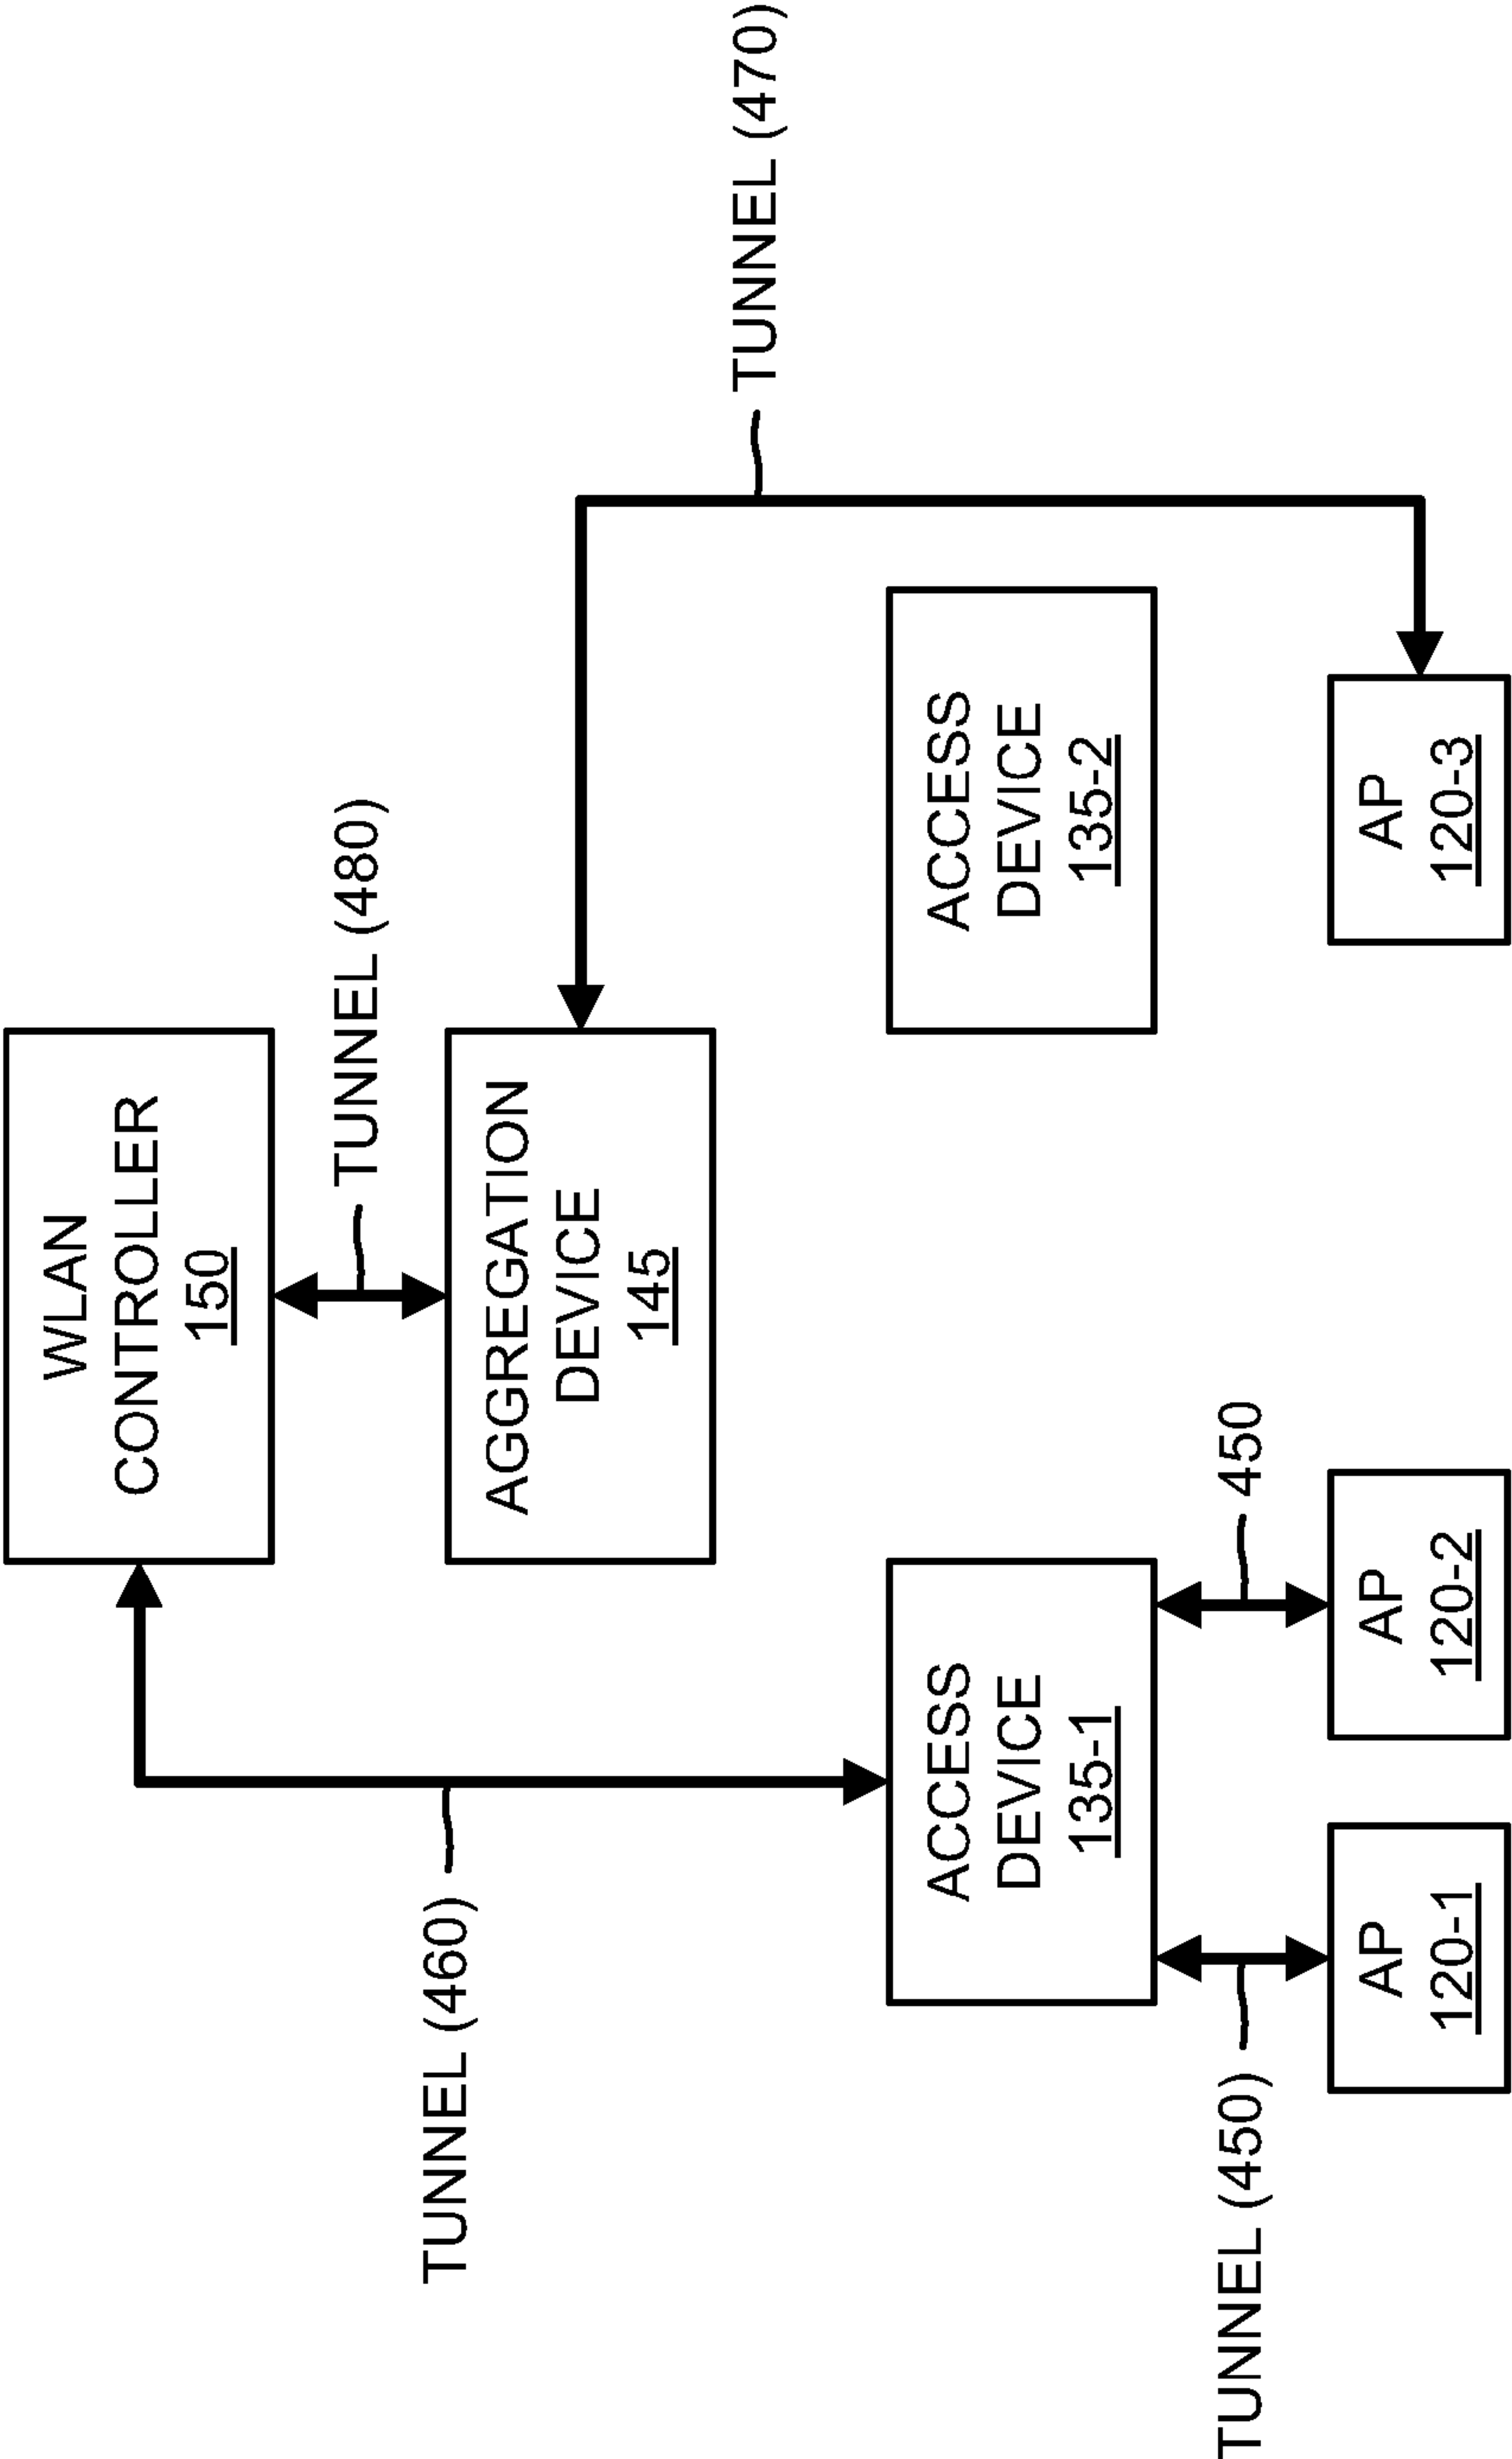 WLAN
CONTROLLER
150
TUNNEL (480)
TUNNEL (460)
AGGREGATION
DEVICE
145
TUNNEL (470)
ACCESS
DEVICE
135-1
ACCESS
DEVICE
135-2
TUNNEL (450)
450
AP
120-1
AP
120-2
AP
120-3